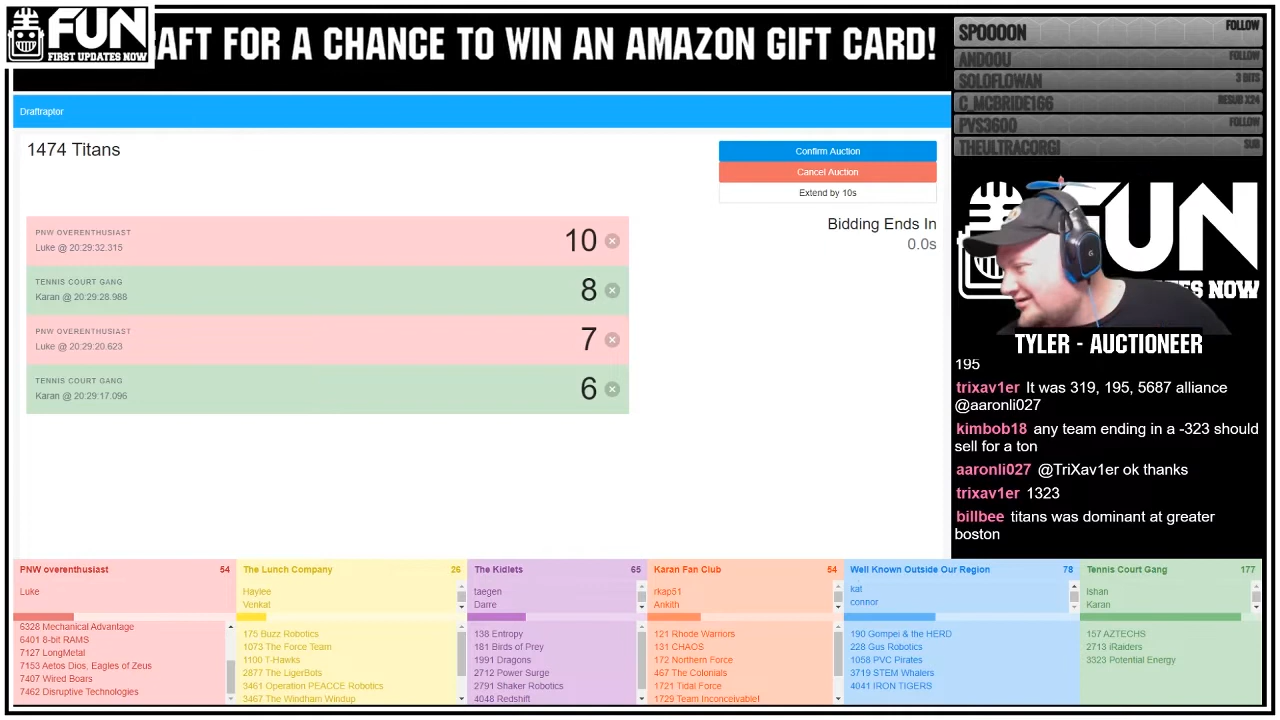 FUN
FIRST UPDATES NOW
AFT FOR A CHANCE TO WIN AN AMAZON GIFT CARD!
SPOOOON FOLLOW
ANDOOU FOLLOW
SOLOFLOWAN 3 BITS
C_MCBRIDE166 RESUB X24
PVS3600 FOLLOW
THEULTRACORGI SUB
Draftraptor
1474 Titans
Confirm Auction
Cancel Auction
Extend by 10s
Bidding Ends In
0.0s
PNW OVERENTHUSIAST
Luke @ 20:29:32.315
10
TENNIS COURT GANG
Karan @ 20:29:28.988
8
PNW OVERENTHUSIAST
Luke @ 20:29:20.623
7
TENNIS COURT GANG
Karan @ 20:29:17.096
6
FUN
S NOW
TYLER - AUCTIONEER
195
trixav1er It was 319, 195, 5687 alliance
@aaronli027
kimbob18 any team ending in a -323 should
sell for a ton
aaronli027 @TriXav1er ok thanks
trixav1er 1323
billbee titans was dominant at greater
boston
PNW overenthusiast 54
Luke
6328 Mechanical Advantage
6401 8-bit RAMS
7127 LongMetal
7153 Aetos Dios, Eagles of Zeus
7407 Wired Boars
7462 Disruptive Technologies
The Lunch Company 26
Haylee
Venkat
175 Buzz Robotics
1073 The Force Team
1100 T-Hawks
2877 The LigerBots
3461 Operation PEACCE Robotics
3467 The Windham Windup
The Kidlets 65
taegen
Darre
138 Entropy
181 Birds of Prey
1991 Dragons
2712 Power Surge
2791 Shaker Robotics
4048 Redshift
Karan Fan Club 54
rkap51
Ankith
121 Rhode Warriors
131 CHAOS
172 Northern Force
467 The Colonials
1721 Tidal Force
1729 Team Inconceivable!
Well Known Outside Our Region 78
kat
connor
190 Gompei & the HERD
228 Gus Robotics
1058 PVC Pirates
3719 STEM Whalers
4041 IRON TIGERS
Tennis Court Gang 177
Ishan
Karan
157 AZTECHS
2713 iRaiders
3323 Potential Energy